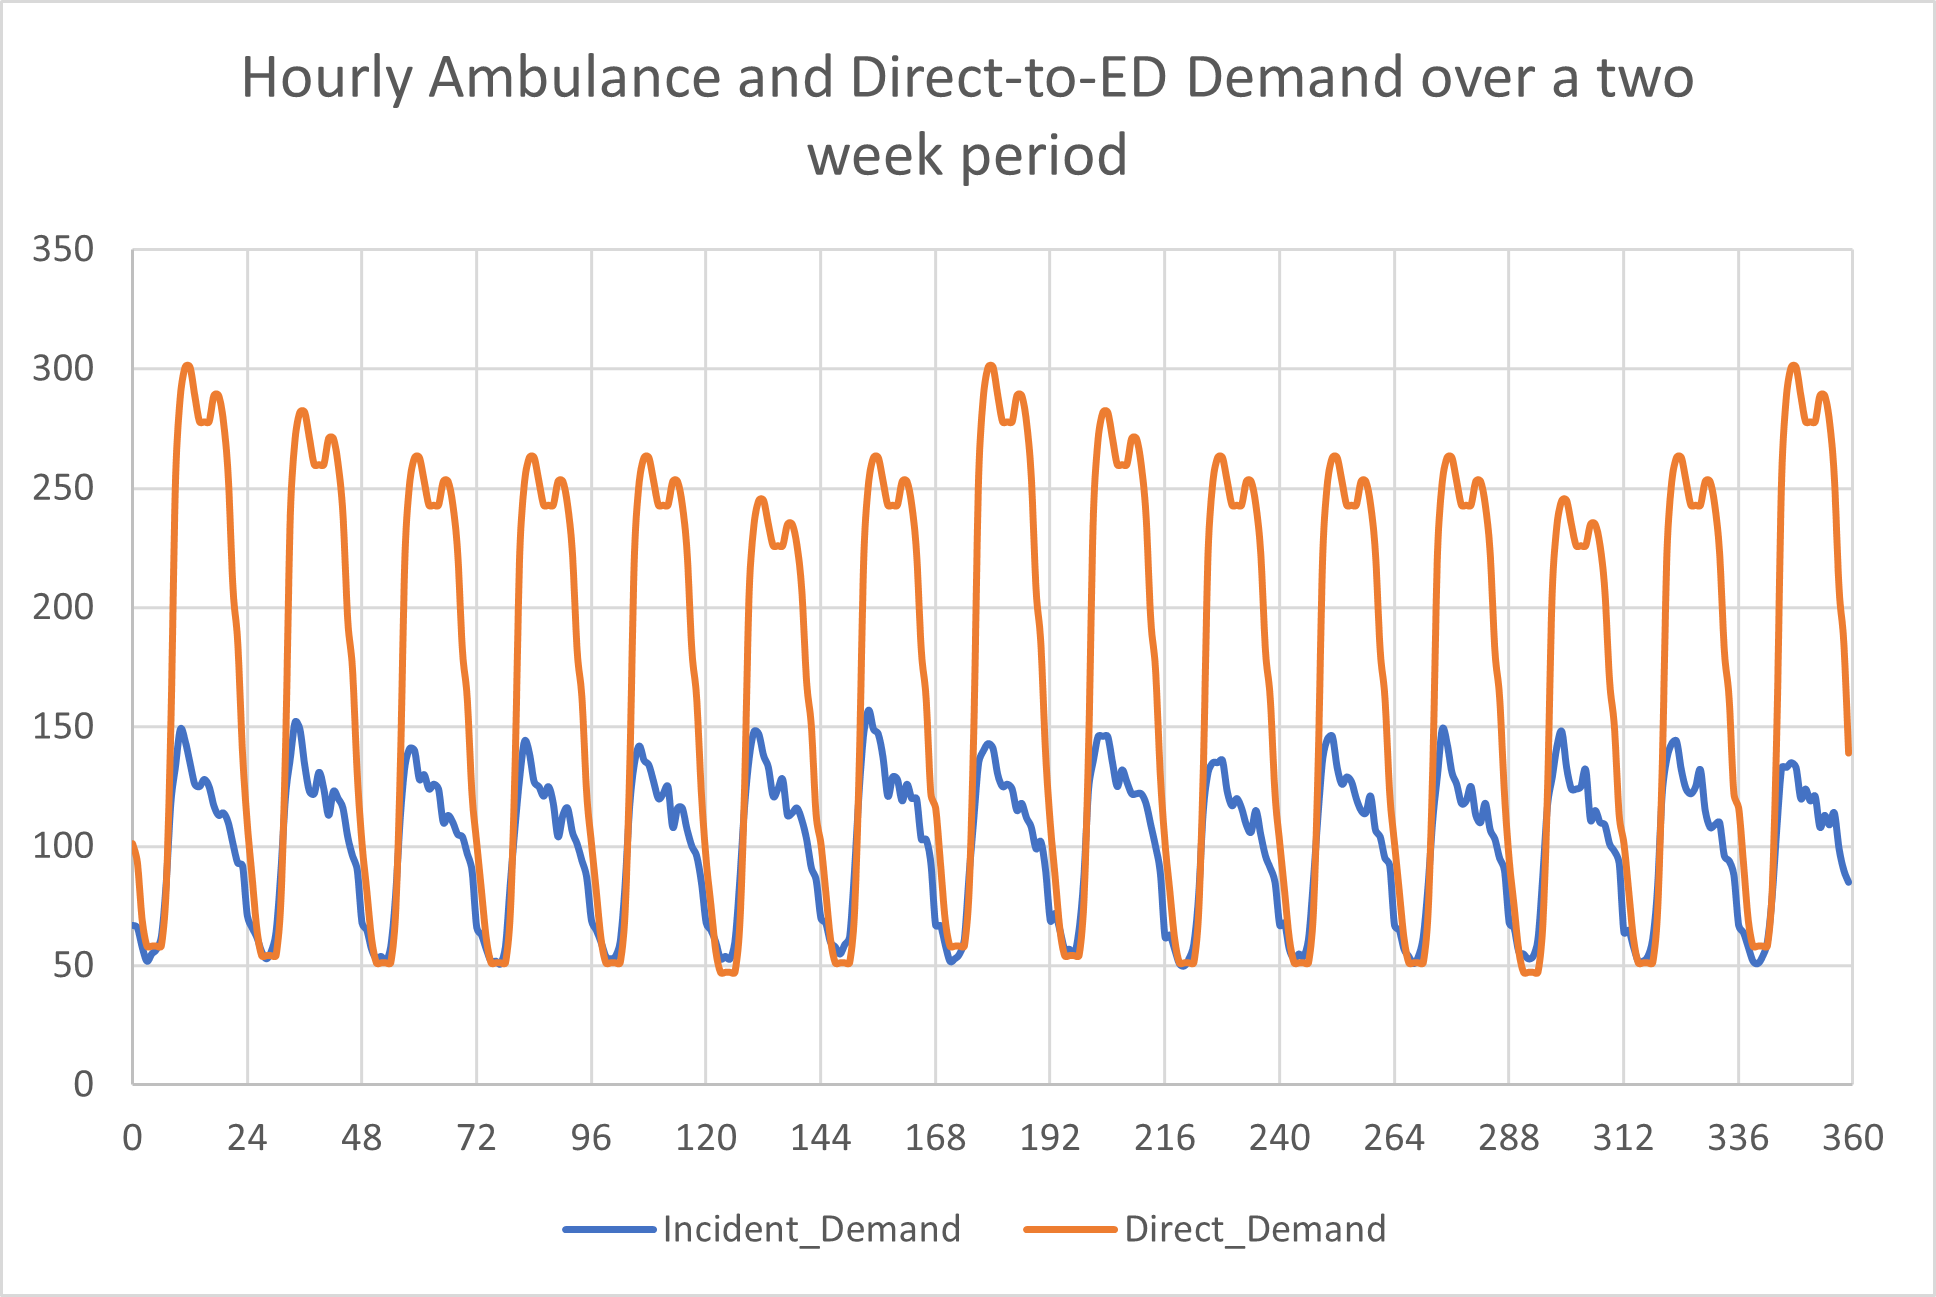 Hourly Ambulance and Direct-to-ED Demand over a two
week period
350
300
250
200
150
100
50
0
0 24 48 72 96 120 144 168 192 216 240 264 288 312 336 360
Incident_Demand Direct_Demand